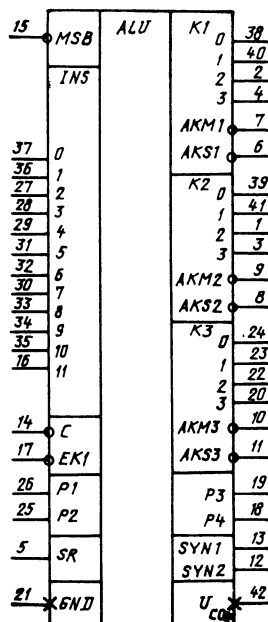 15 MSB ALU K1 0 38
1 40
INS 2 2
3 4
AKM1 7
AKS1 6
37 0 K2 0 39
36 1 1 41
27 2 2 1
28 3 3 3
29 4
31 5 AKM2 9
32 6
30 7 AKS2 8
33 8 K3
34 9 0 24
35 10 1 23
16 11 2 22
3 20
14 C AKM3 10
17 EK1 AKS3 11
26 P1 P3 19
25 P2 P4 18
5 SR SYN1 13
SYN2 12
21 GND U CON 42